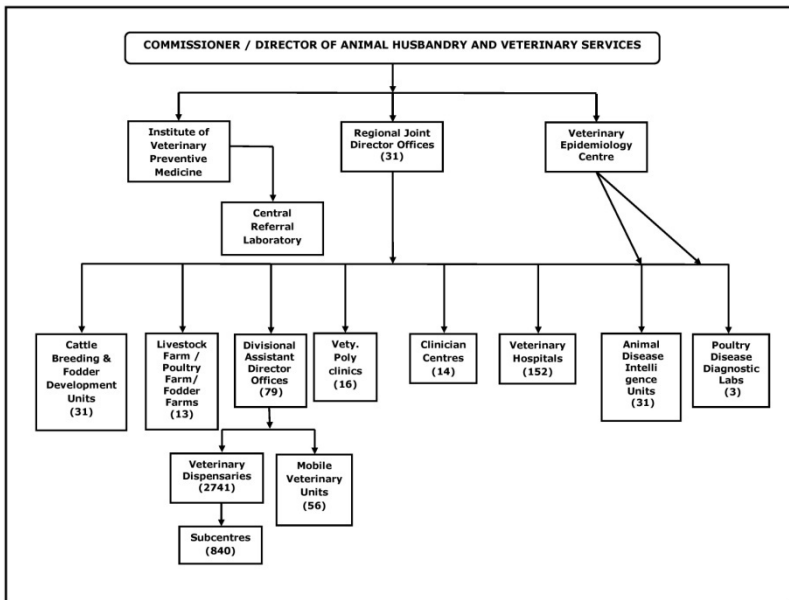 COMMISSIONER / DIRECTOR OF ANIMAL HUSBANDRY AND VETERINARY SERVICES
Institute of
Veterinary
Preventive
Medicine
Regional Joint
Director Offices
(31)
Veterinary
Epidemiology
Centre
Central
Referral
Laboratory
Cattle
Breeding &
Fodder
Development
Units
(31)
Livestock
Farm /
Poultry
Farm/
Fodder
Farms
(13)
Divisional
Assistant
Director
Offices
(79)
Vety.
Poly
clinics
(16)
Clinician
Centres
(14)
Veterinary
Hospitals
(152)
Animal
Disease
Intelli
gence
Units
(31)
Poultry
Disease
Diagnostic
Labs
(3)
Veterinary
Dispensaries
(2741)
Mobile
Veterinary
Units
(56)
Subcentres
(840)